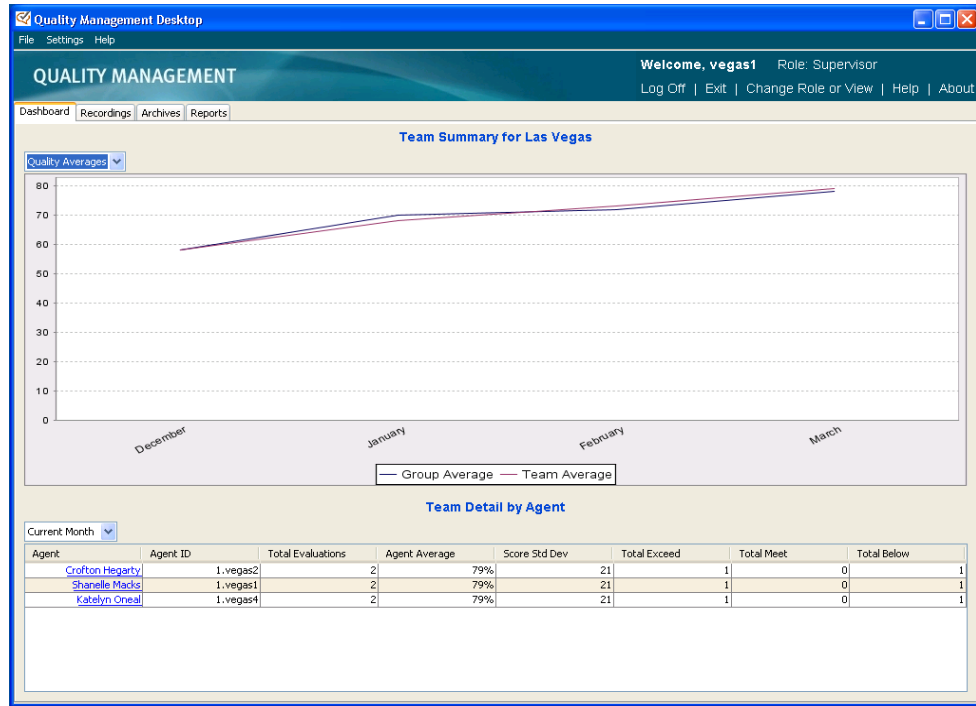 Quality Management Desktop
File Settings Help
QUALITY MANAGEMENT
Welcome, vegas1 Role: Supervisor
Log Off | Exit | Change Role or View | Help | About
Dashboard Recordings Archives Reports
Team Summary for Las Vegas
Quality Averages
80
70
60
50
40
30
20
10
0
December January February March
Group Average Team Average
Team Detail by Agent
Current Month
Agent Agent ID Total Evaluations Agent Average Score Std Dev Total Exceed Total Meet Total Below
Crofton Hegarty 1.vegas2 2 79% 21 1 0 1
Shanelle Macks 1.vegas1 2 79% 21 1 0 1
Katelyn Oneal 1.vegas4 2 79% 21 1 0 1